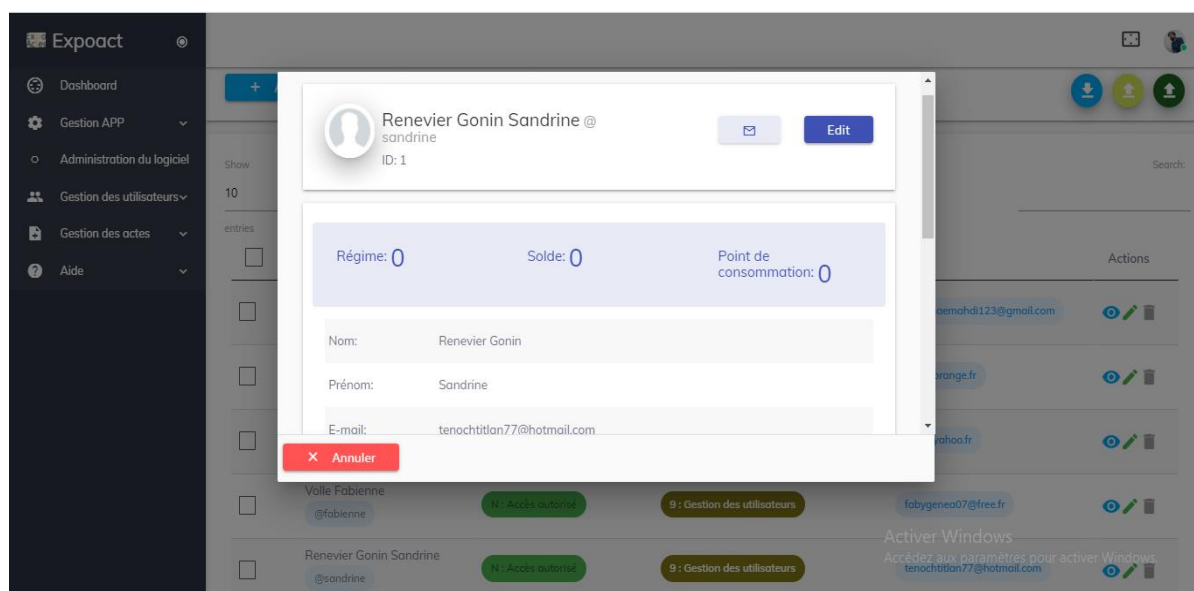 Expoact
Dashboard
Gestion APP
Administration du logiciel
Gestion des utilisateurs
Gestion des actes
Aide
+
Show
10
entries
Search:
Actions
Renevier Gonin Sandrine @
sandrine
ID: 1
Edit
Régime: 0
Solde: 0
Point de
consommation: 0
Nom: Renevier Gonin
Prénom: Sandrine
E-mail: tenochtitlan77@hotmail.com
× Annuler
aemahdi123@gmail.com
orange.fr
yahoo.fr
Volle Fabienne
@fabienne
N : Accès autorisé
9 : Gestion des utilisateurs
fabygenea07@free.fr
Renevier Gonin Sandrine
@sandrine
N : Accès autorisé
9 : Gestion des utilisateurs
tenochtitlan77@hotmail.com
Activer Windows
Accédez aux paramètres pour activer Windows.